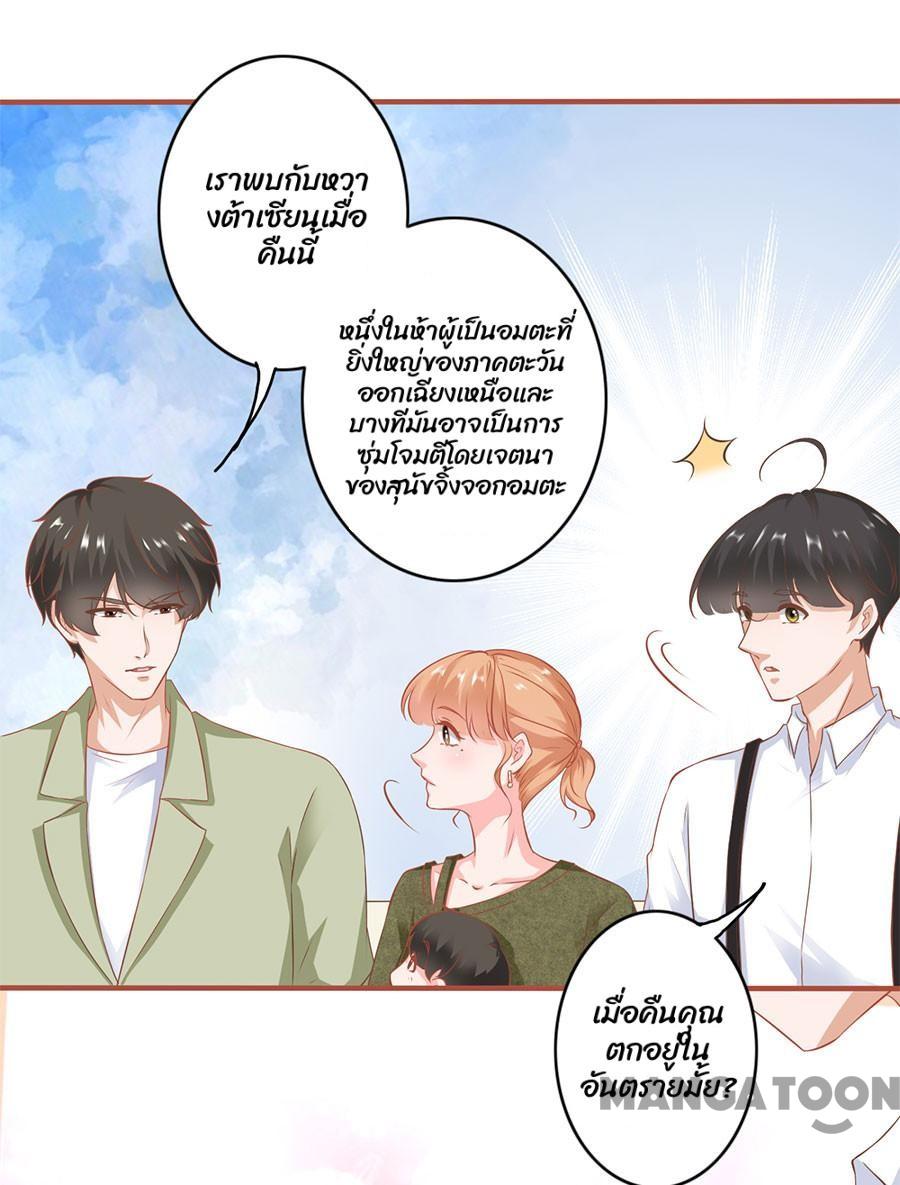 เราพบกับหวา
งต้าเซียนเมื่อ
คืนนี้
หนึ่งในห้าผู้เป็นอมตะที่
ยิ่งใหญ่ของภาคตะวัน
ออกเฉียงเหนือและ
บางทีมันอาจเป็นการ
ซุ่มโจมตีโดยเจตนา
ของสุนัขจิ้งจอกอมตะ
เมื่อคืนคุณ
ตกอยู่ใน
อันตรายมั้ย?
MANGATOON